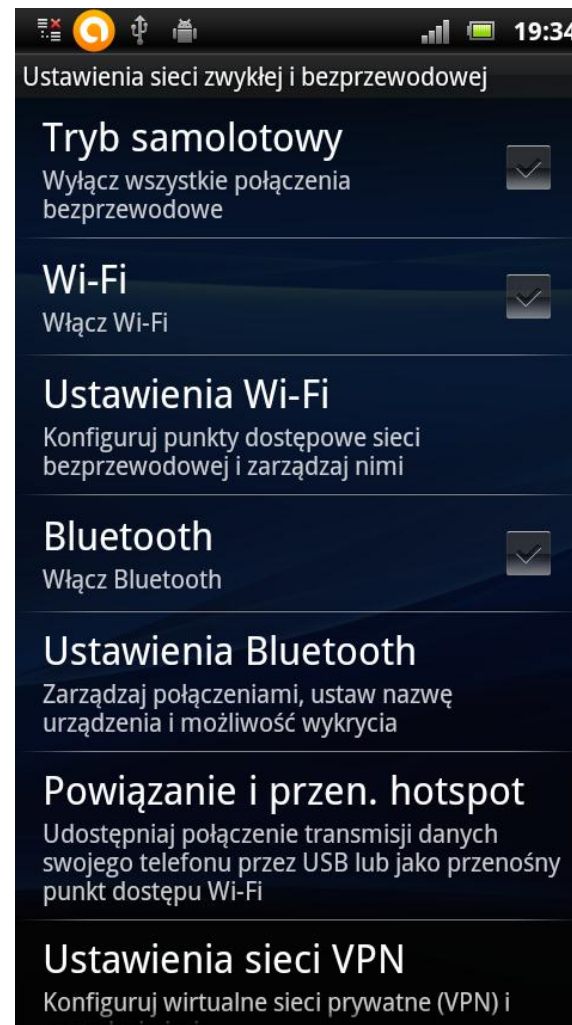 19:34
Ustawienia sieci zwykłej i bezprzewodowej
Tryb samolotowy
Wyłącz wszystkie połączenia
bezprzewodowe
Wi-Fi
Włącz Wi-Fi
Ustawienia Wi-Fi
Konfiguruj punkty dostępowe sieci
bezprzewodowej i zarządzaj nimi
Bluetooth
Włącz Bluetooth
Ustawienia Bluetooth
Zarządzaj połączeniami, ustaw nazwę
urządzenia i możliwość wykrycia
Powiązanie i przen. hotspot
Udostępniaj połączenie transmisji danych
swojego telefonu przez USB lub jako przenośny
punkt dostępu Wi-Fi
Ustawienia sieci VPN
Konfiguruj wirtualne sieci prywatne (VPN) i